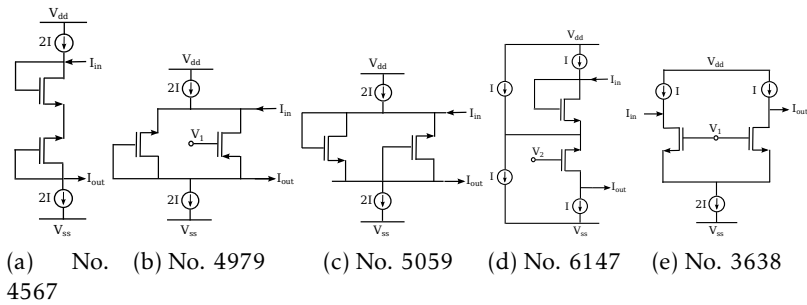 V_dd
2I
I_in
I_out
2I
V_ss
V_dd
2I
I_in
V_1
I_out
2I
V_ss
V_dd
2I
I_in
I_out
2I
V_ss
V_dd
I
I
I_in
V_2
I
I_out
I
V_ss
V_dd
I
I
I_in
I_out
V_1
2I
V_ss
(a) No. 4567
(b) No. 4979
(c) No. 5059
(d) No. 6147
(e) No. 3638